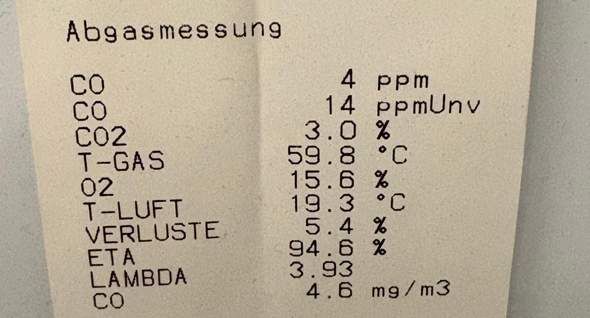 Abgasmessung
CO 4 ppm
CO 14 ppmUnv
CO2 3.0 %
T-GAS 59.8 °C
O2 15.6 %
T-LUFT 19.3 °C
VERLUSTE 5.4 %
ETA 94.6 %
LAMBDA 3.93
CO 4.6 mg/m3